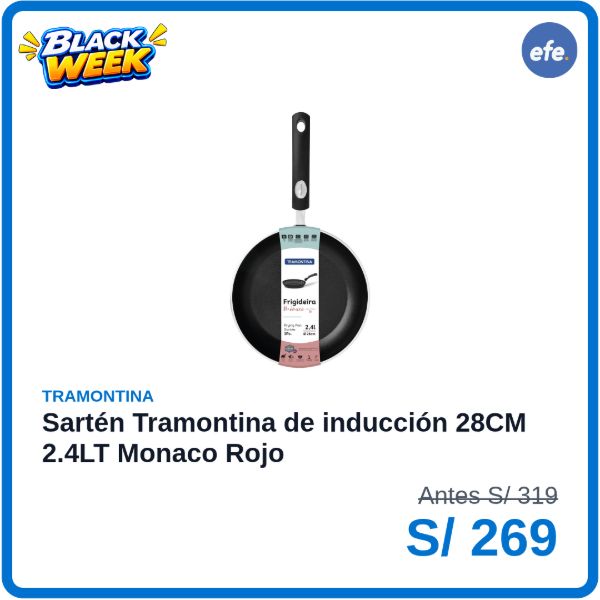 BLACK
WEEK
efe.
TRAMONTINA
Frigideira
2.4L
TRAMONTINA
Sartén Tramontina de inducción 28CM
2.4LT Monaco Rojo
Antes S/ 319
S/ 269